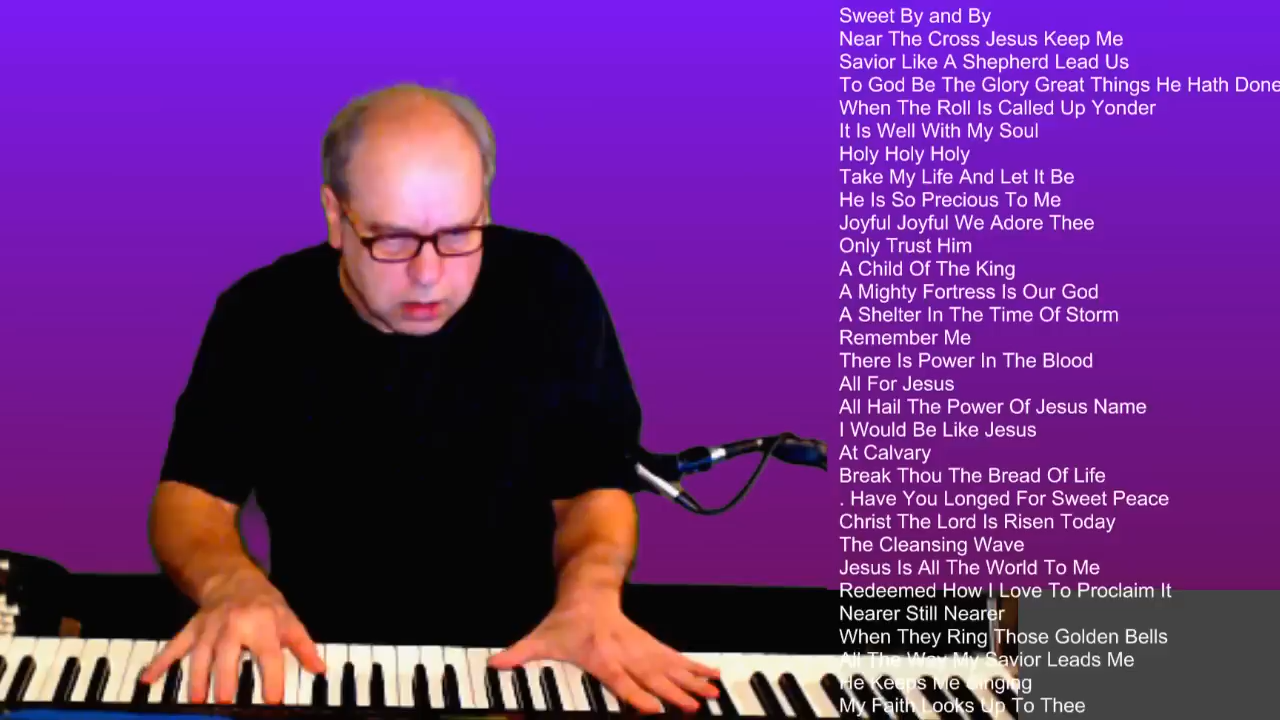 Sweet By and By
Near The Cross Jesus Keep Me
Savior Like A Shepherd Lead Us
To God Be The Glory Great Things He Hath Done
When The Roll Is Called Up Yonder
It Is Well With My Soul
Holy Holy Holy
Take My Life And Let It Be
He Is So Precious To Me
Joyful Joyful We Adore Thee
Only Trust Him
A Child Of The King
A Mighty Fortress Is Our God
A Shelter In The Time Of Storm
Remember Me
There Is Power In The Blood
All For Jesus
All Hail The Power Of Jesus Name
I Would Be Like Jesus
At Calvary
Break Thou The Bread Of Life
. Have You Longed For Sweet Peace
Christ The Lord Is Risen Today
The Cleansing Wave
Jesus Is All The World To Me
Redeemed How I Love To Proclaim It
Nearer Still Nearer
When They Ring Those Golden Bells
All The Way My Savior Leads Me
He Keeps Me Singing
My Faith Looks Up To Thee